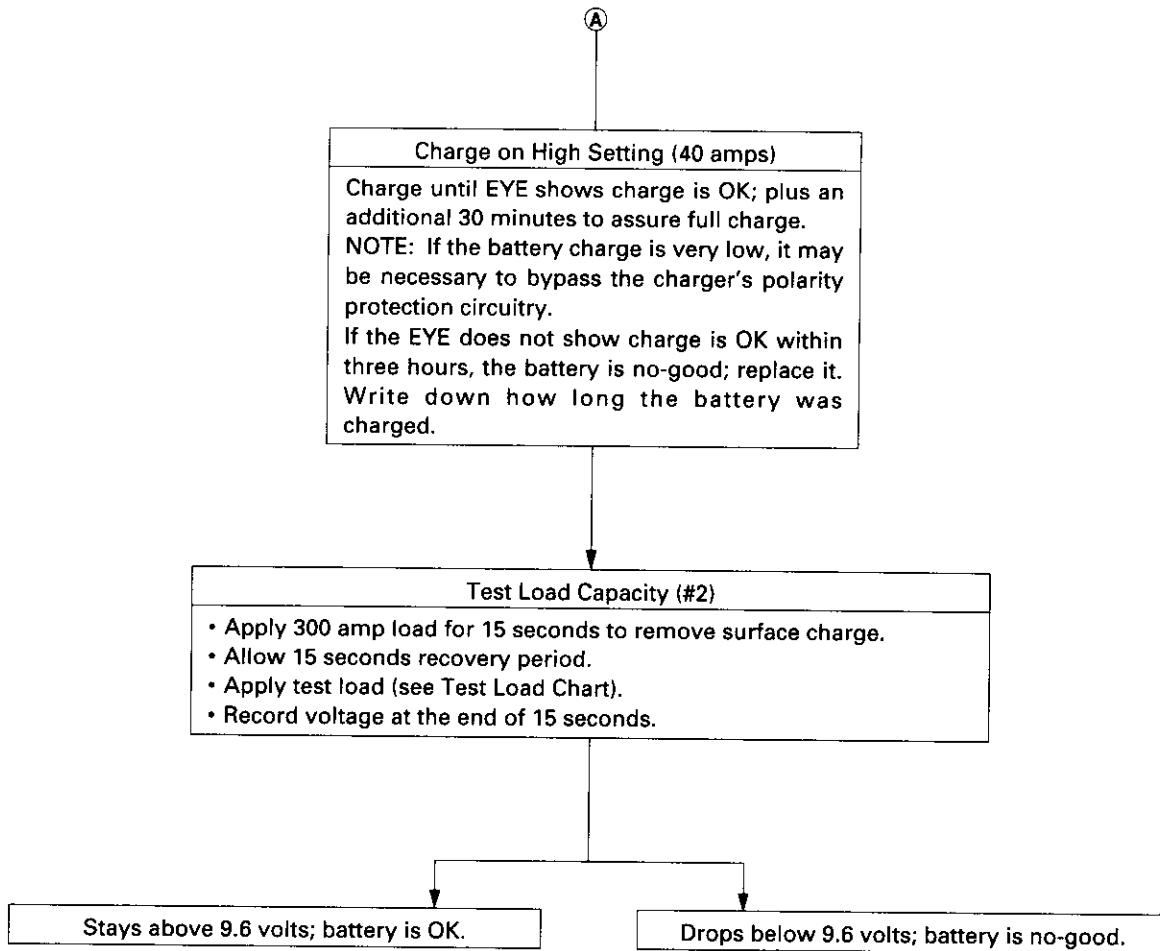 A
Charge on High Setting (40 amps)
Charge until EYE shows charge is OK; plus an
additional 30 minutes to assure full charge.
NOTE: If the battery charge is very low, it may
be necessary to bypass the charger's polarity
protection circuitry.
If the EYE does not show charge is OK within
three hours, the battery is no-good; replace it.
Write down how long the battery was
charged.
Test Load Capacity (#2)
• Apply 300 amp load for 15 seconds to remove surface charge.
• Allow 15 seconds recovery period.
• Apply test load (see Test Load Chart).
• Record voltage at the end of 15 seconds.
Stays above 9.6 volts; battery is OK.
Drops below 9.6 volts; battery is no-good.